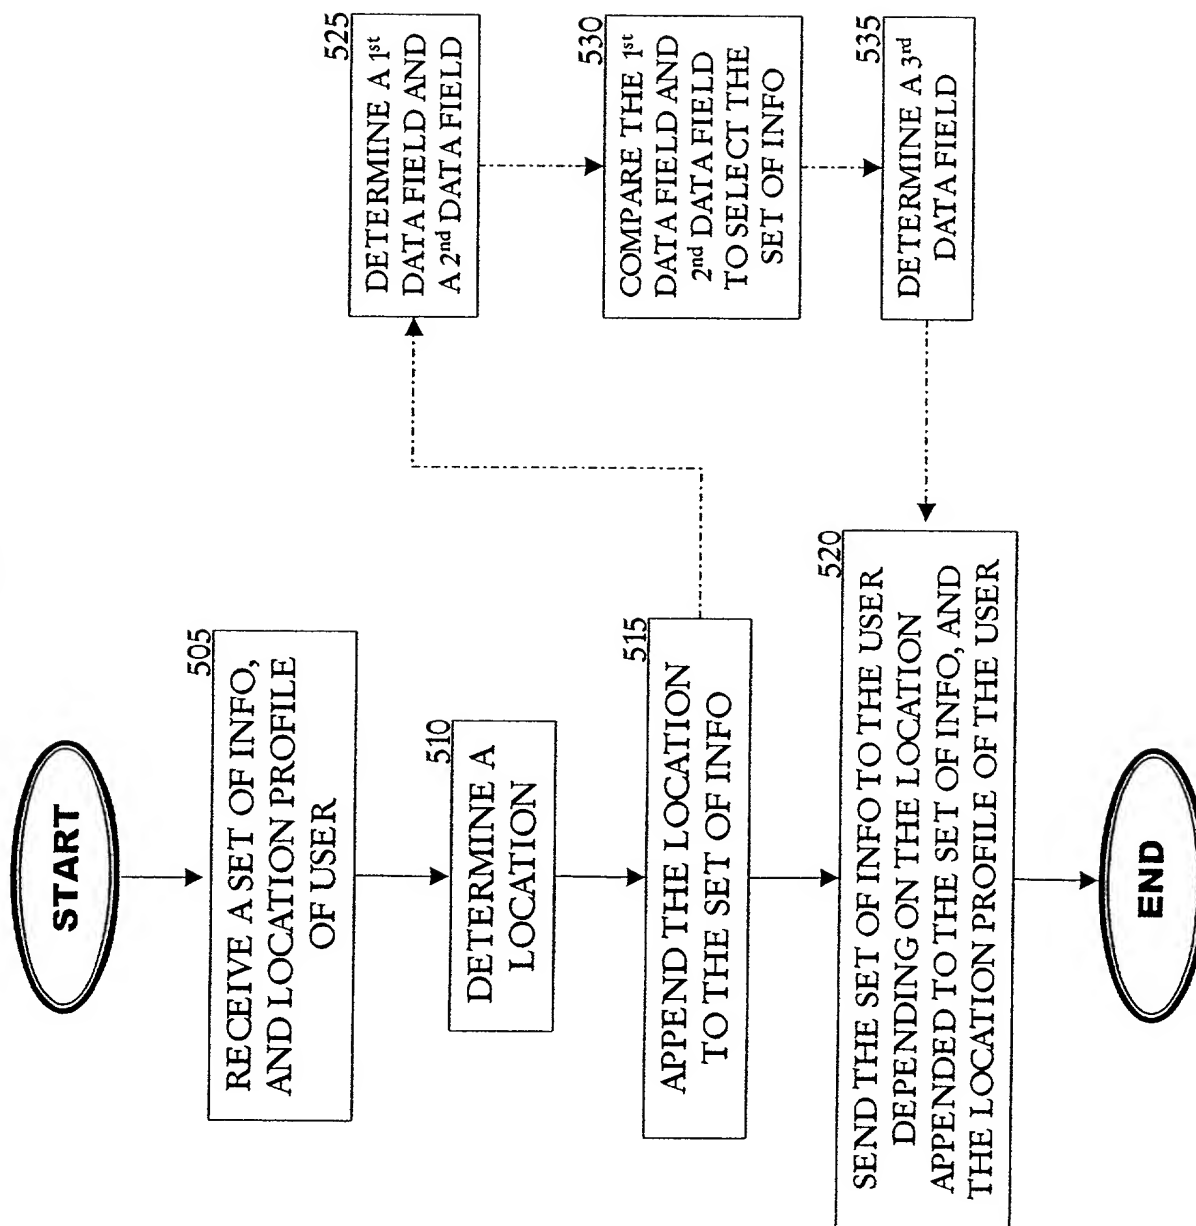 START
505
RECEIVE A SET OF INFO,
AND LOCATION PROFILE
OF USER
510
DETERMINE A
LOCATION
515
APPEND THE LOCATION
TO THE SET OF INFO
520
SEND THE SET OF INFO TO THE USER
DEPENDING ON THE LOCATION
APPENDED TO THE SET OF INFO, AND
THE LOCATION PROFILE OF THE USER
END
525
DETERMINE A 1st
DATA FIELD AND
A 2nd DATA FIELD
530
COMPARE THE 1st
DATA FIELD AND
2nd DATA FIELD
TO SELECT THE
SET OF INFO
535
DETERMINE A 3rd
DATA FIELD